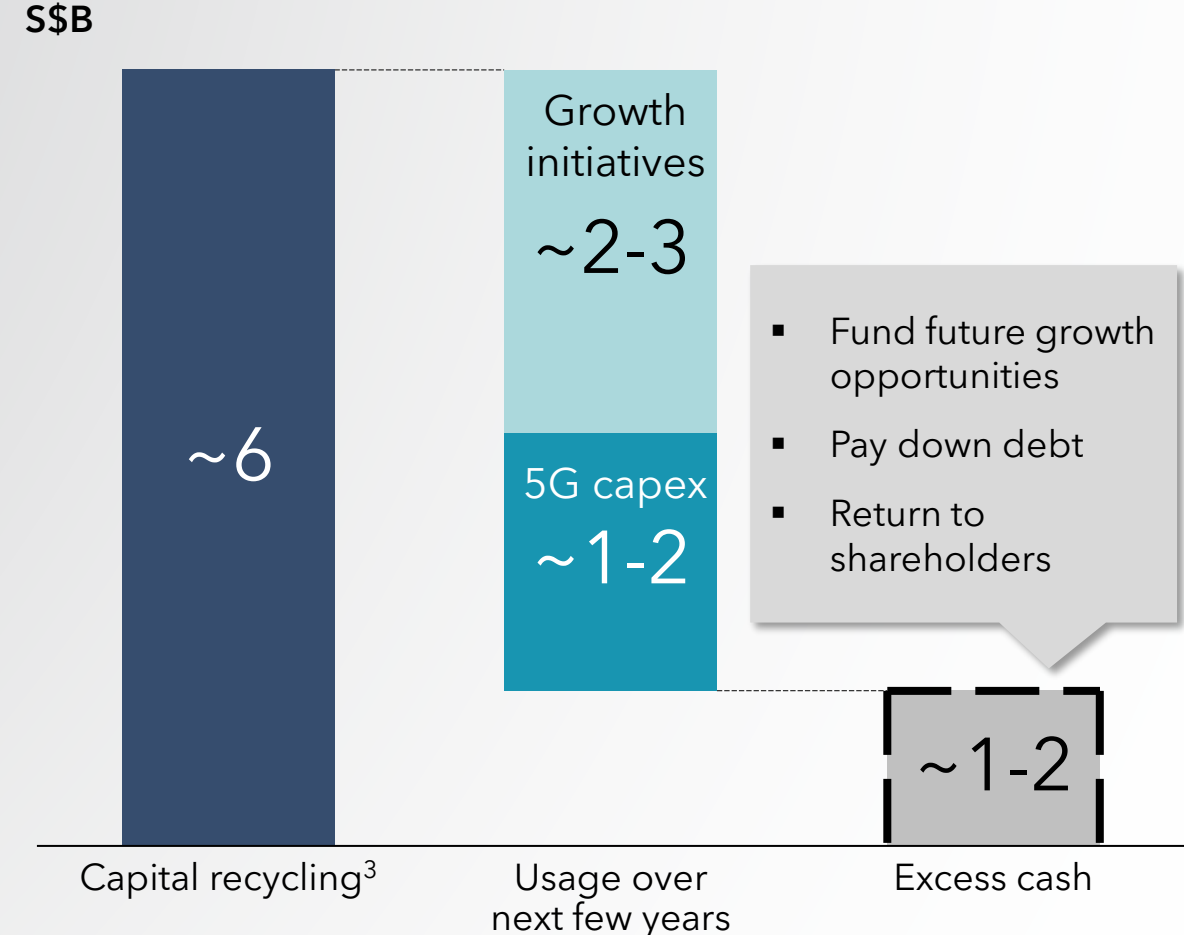 S$B
Growth
initiatives
~2-3
~6
5G capex
~1-2
▪ Fund future growth
opportunities
▪ Pay down debt
▪ Return to
shareholders
~1-2
Capital recycling³
Usage over
next few years
Excess cash